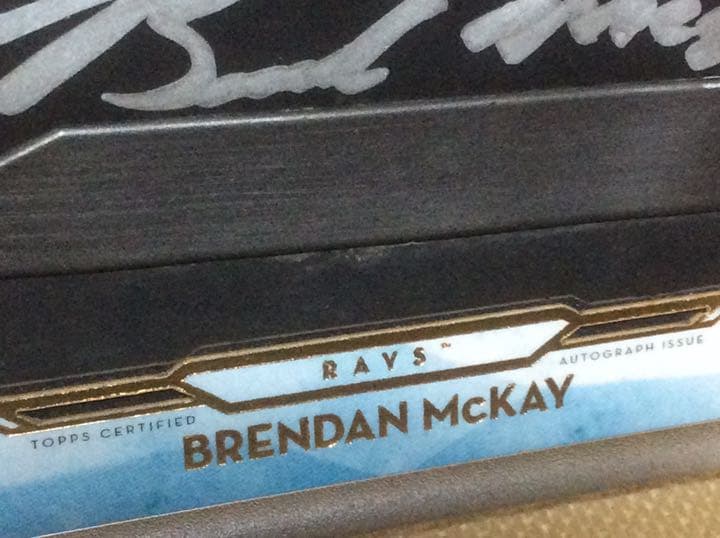 RAYS™
TOPPS CERTIFIED
AUTOGRAPH ISSUE
BRENDAN McKAY